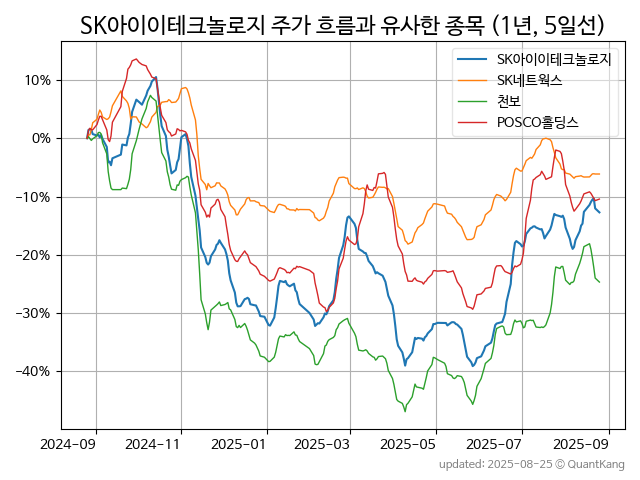 SK아이이테크놀로지 주가 흐름과 유사한 종목 (1년, 5일선)
SK아이이테크놀로지
SK네트웍스
천보
POSCO홀딩스
10%
0%
−10%
−20%
−30%
−40%
2024-09 2024-11 2025-01 2025-03 2025-05 2025-07 2025-09
updated: 2025-08-25 © QuantKang